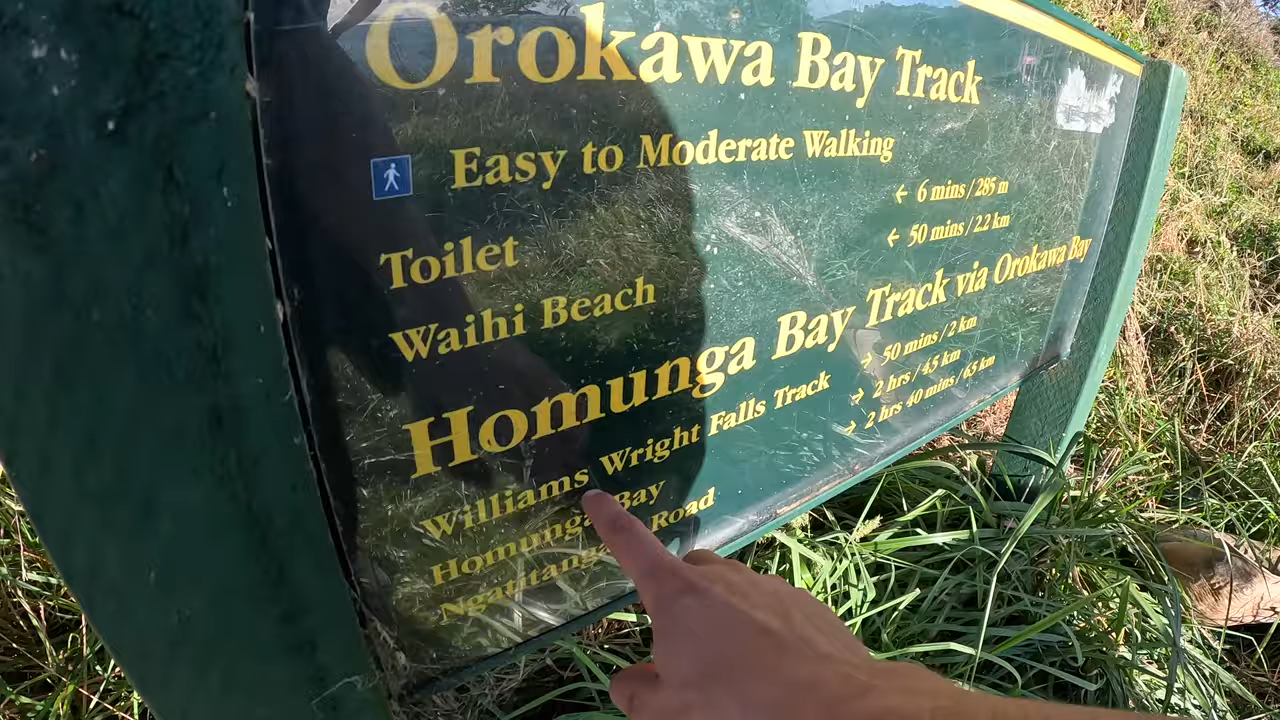 Orokawa Bay Track
Easy to Moderate Walking
Toilet ← 6 mins / 285 m
Waihi Beach ← 50 mins / 2.2 km
Homunga Bay Track via Orokawa Bay
Williams Wright Falls Track → 50 mins / 2 km
Homunga Bay → 2 hrs / 4.5 km
Road → 2 hrs 40 mins / 6.5 km